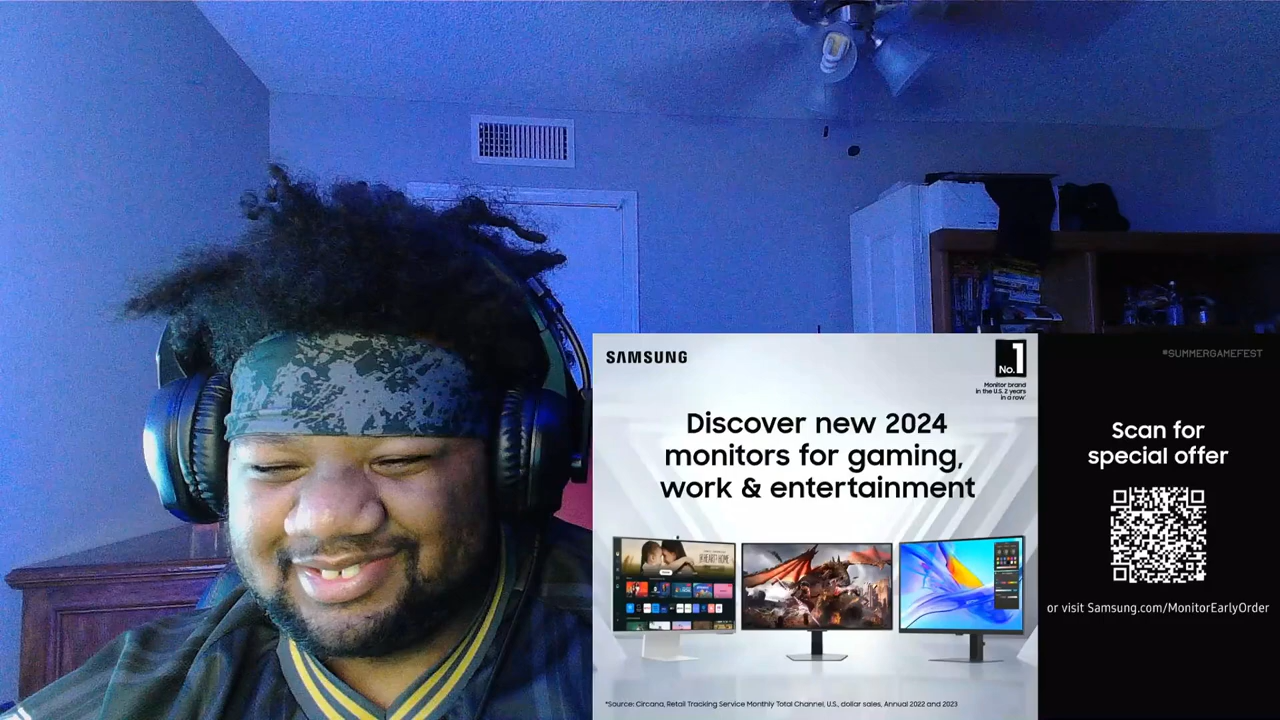 SAMSUNG
No.1
Monitor brand
in the U.S. 2 years
in a row*
#SUMMERGAMEFEST
Discover new 2024
monitors for gaming,
work & entertainment
Scan for
special offer
or visit Samsung.com/MonitorEarlyOrder
*Source: Circana, Retail Tracking Service Monthly Total Channel, U.S., dollar sales, Annual 2022 and 2023